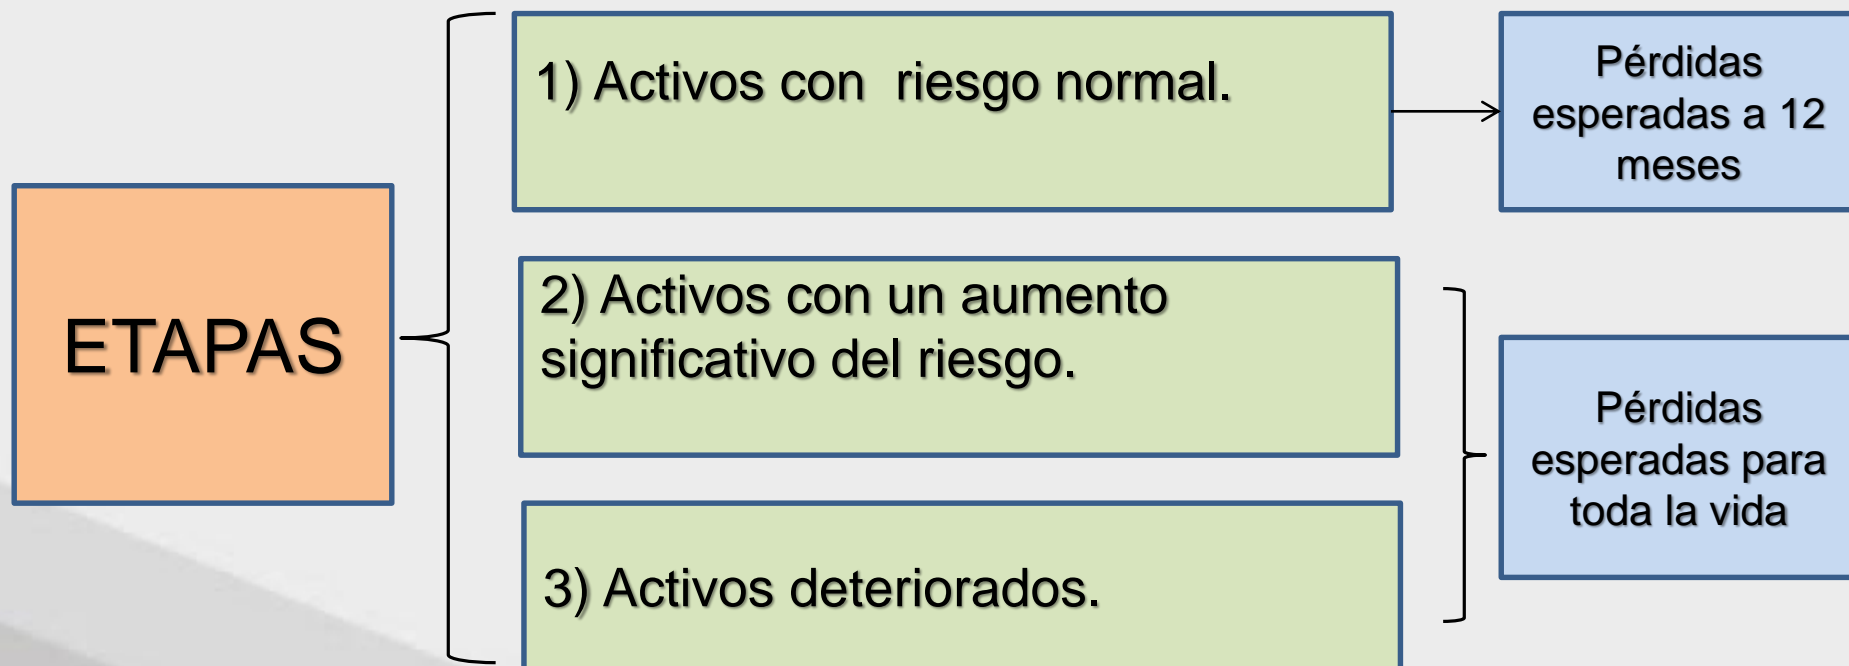 ETAPAS
1) Activos con riesgo normal.
Pérdidas
esperadas a 12
meses
2) Activos con un aumento
significativo del riesgo.
3) Activos deteriorados.
Pérdidas
esperadas para
toda la vida